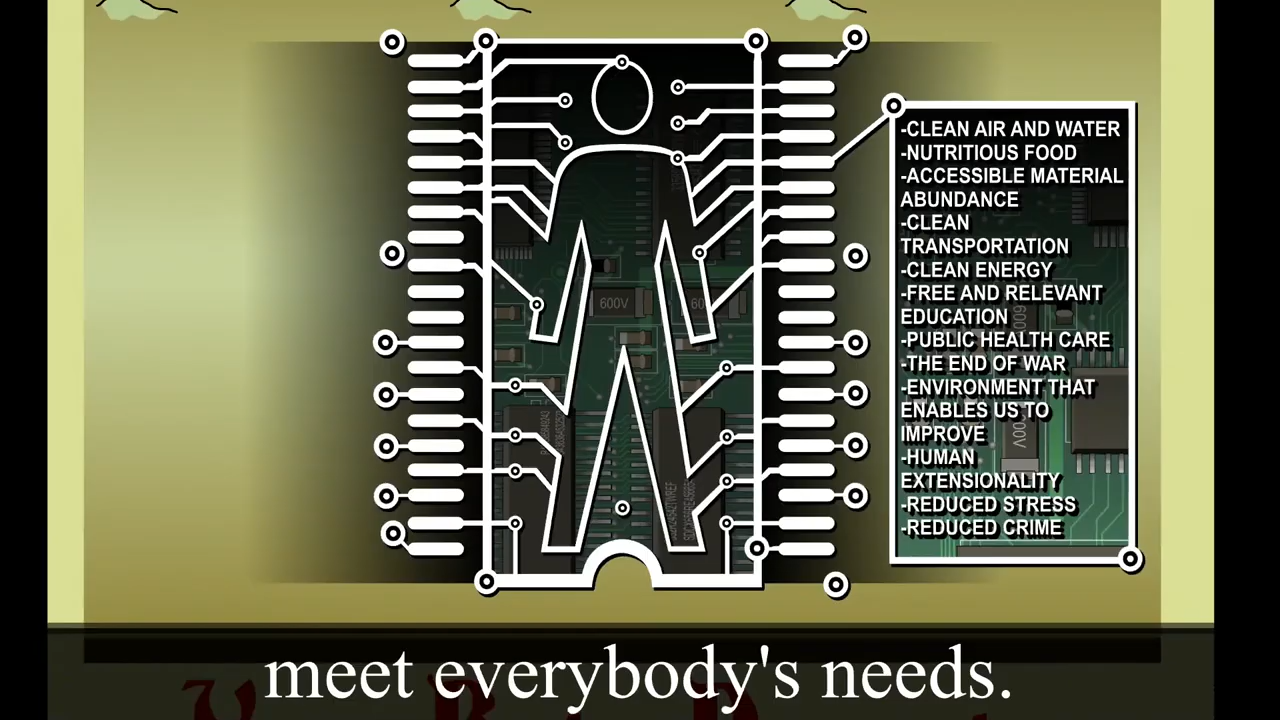 -CLEAN AIR AND WATER
-NUTRITIOUS FOOD
-ACCESSIBLE MATERIAL
ABUNDANCE
-CLEAN
TRANSPORTATION
-CLEAN ENERGY
-FREE AND RELEVANT
EDUCATION
-PUBLIC HEALTH CARE
-THE END OF WAR
-ENVIRONMENT THAT
ENABLES US TO
IMPROVE
-HUMAN
EXTENSIONALITY
-REDUCED STRESS
-REDUCED CRIME
600V
meet everybody's needs.